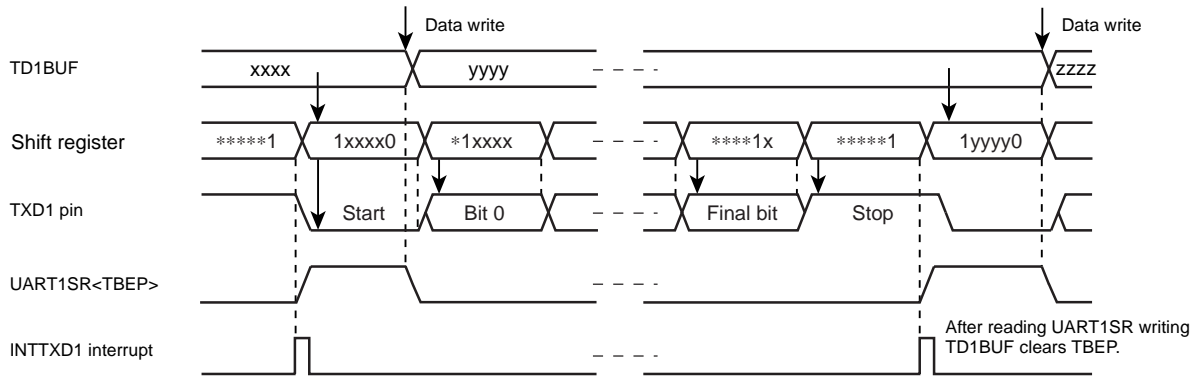 Data write Data write
TD1BUF xxxx yyyy zzzz
Shift register *****1 1xxxx0 *1xxxx ****1x *****1 1yyyy0
TXD1 pin Start Bit 0 Final bit Stop
UART1SR<TBEP>
After reading UART1SR writing
INTTXD1 interrupt TD1BUF clears TBEP.